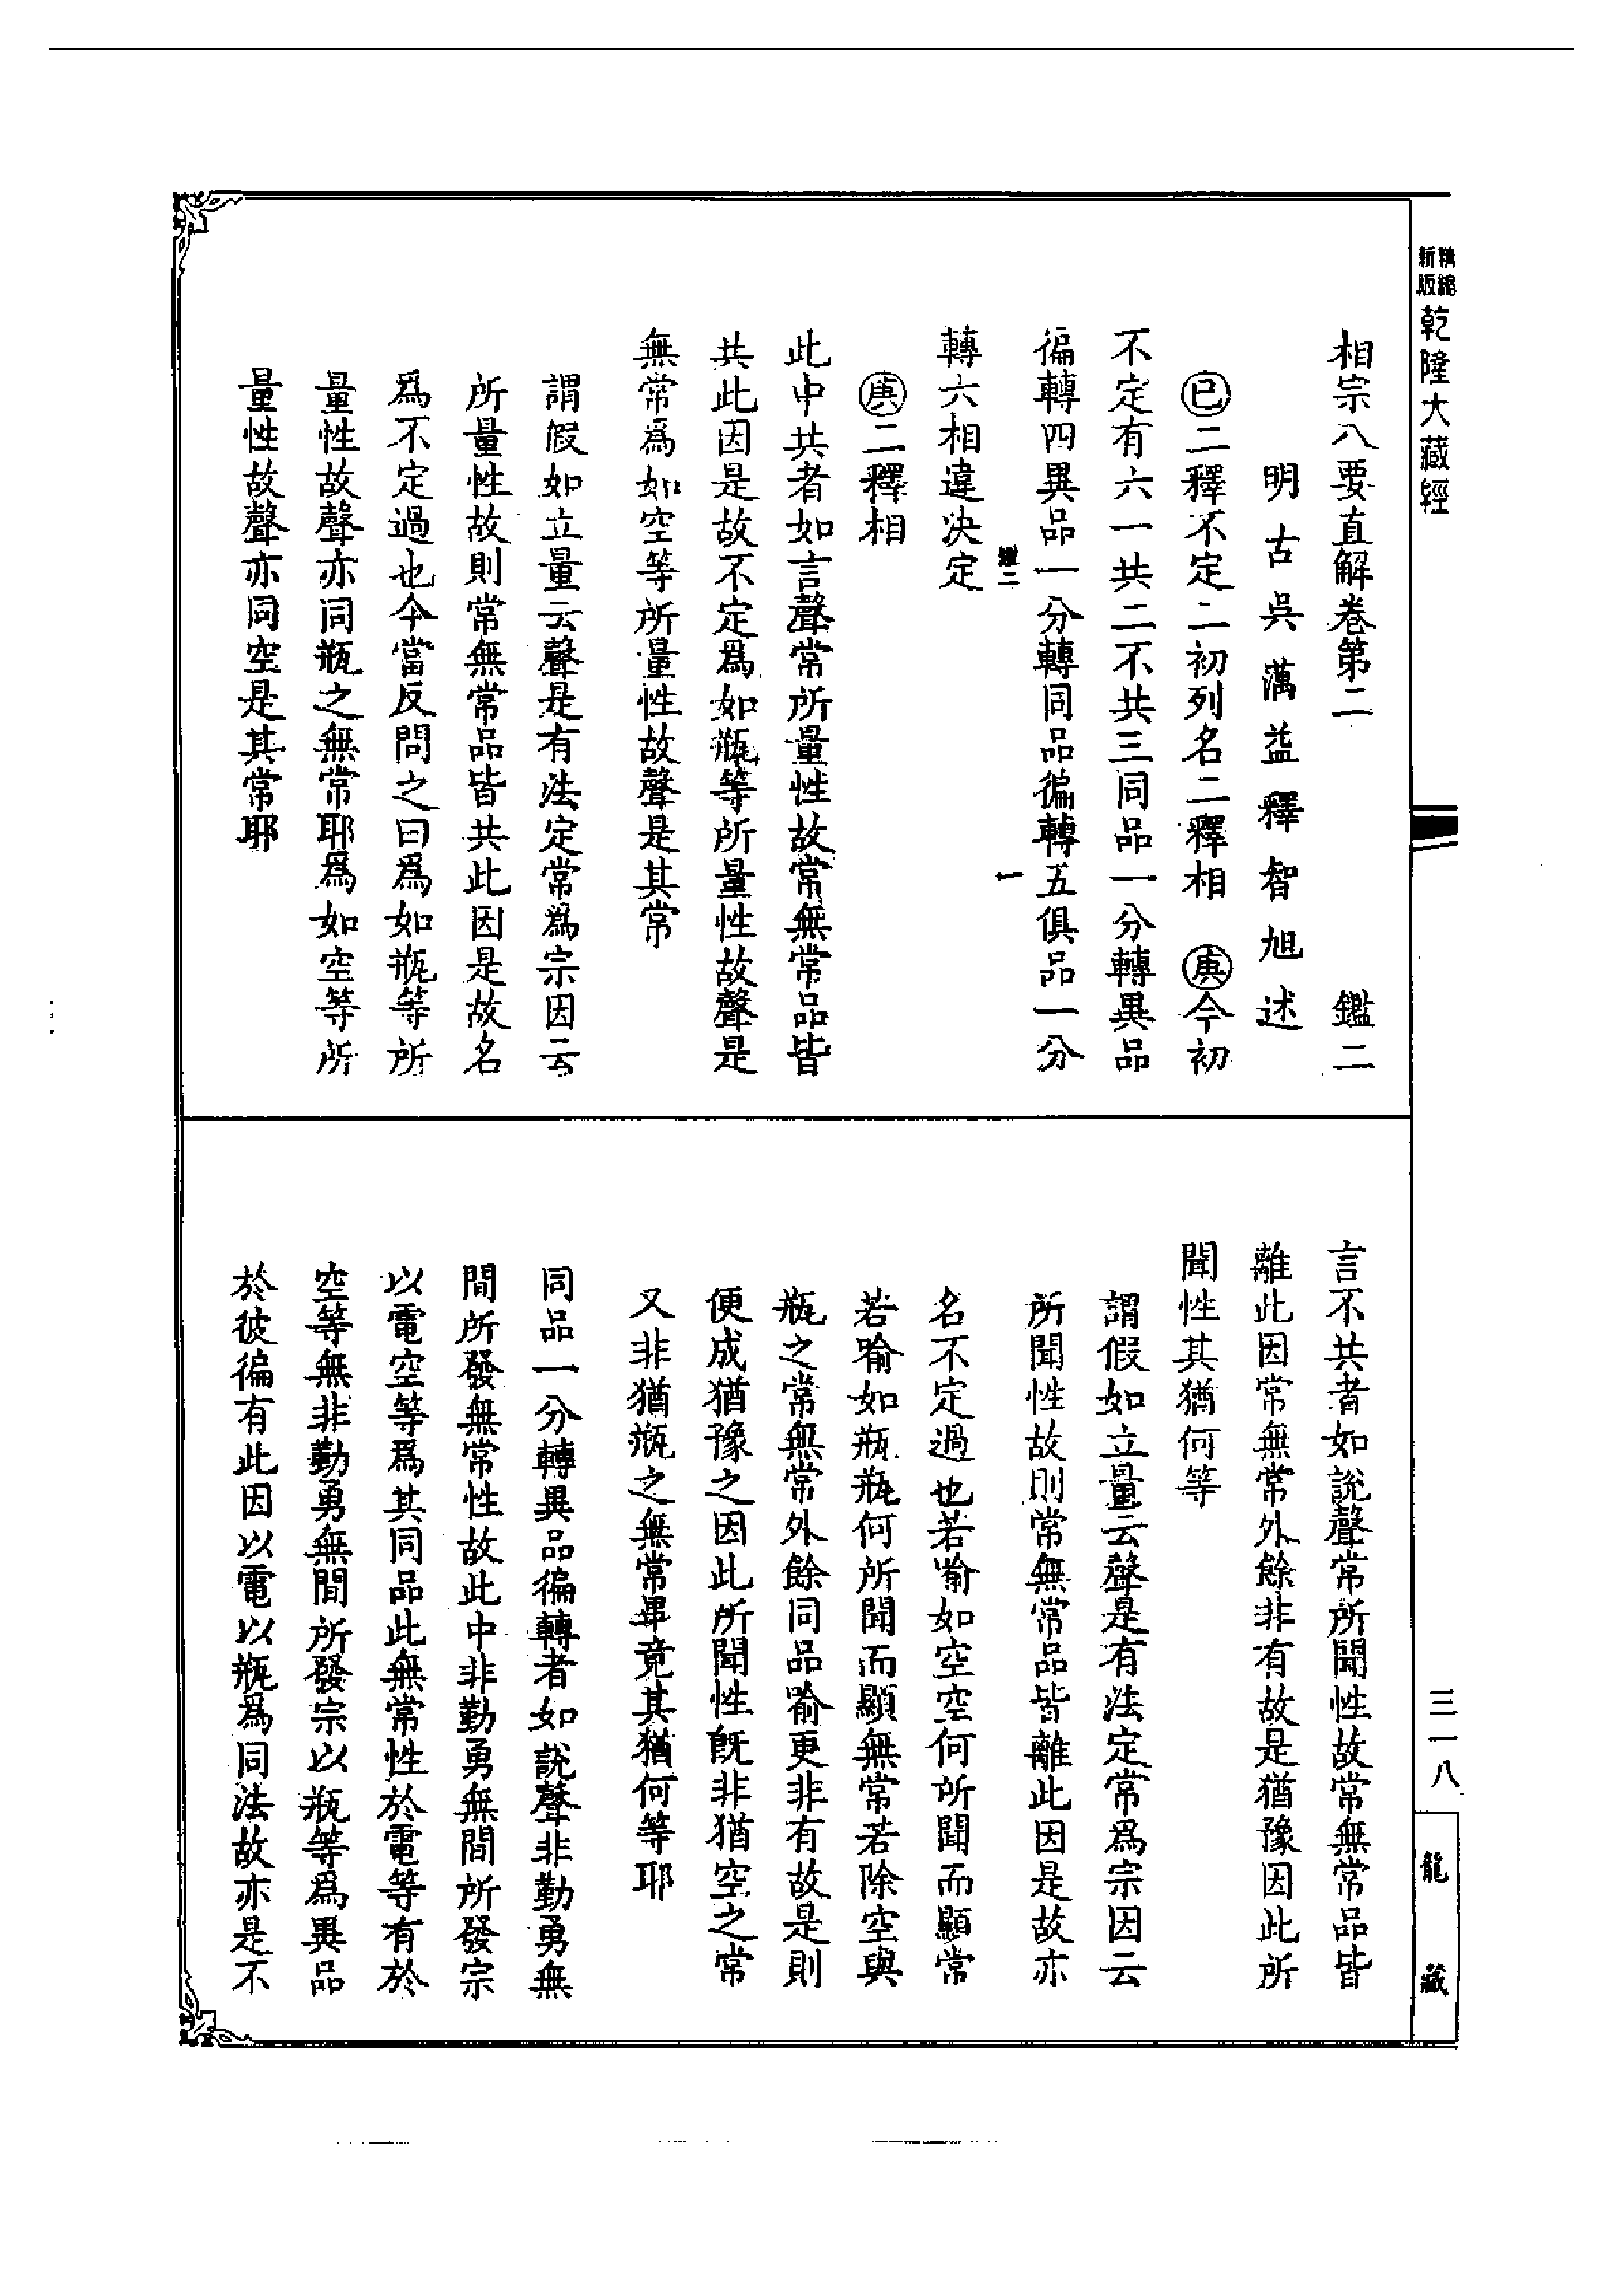 精縮
新版
乾隆大藏經
相宗八要直解卷第二　鑑二
明古吳蕅益釋智旭述
㊁二釋不定二初列名二釋相　庚今初
不定有六一共二不共三同品一分轉異品
徧轉四異品一分轉同品徧轉五俱品一分
鑑二　一
轉六相違決定
庚二釋相
此中共者如言聲常所量性故常無常品皆
共此因是故不定爲如瓶等所量性故聲是
無常爲如空等所量性故聲是其常
謂假如立量云聲是有法定常爲宗因云
所量性故則常無常品皆共此因是故名
爲不定過也今當反問之曰爲如瓶等所
量性故聲亦同瓶之無常耶爲如空等所
量性故聲亦同空是其常耶
言不共者如說聲常所聞性故常無常品皆
離此因常無常外餘非有故是猶豫因此所
聞性其猶何等
謂假如立量云聲是有法定常爲宗因云
所聞性故則常無常品皆離此因是故亦
名不定過也若喻如空空何所聞而顯常
若喻如瓶瓶何所聞而顯無常若除空與
瓶之常無常外餘同品喻更非有故是則
便成猶豫之因此所聞性既非猶空之常
又非猶瓶之無常畢竟其猶何等耶
同品一分轉異品徧轉者如說聲非勤勇無
間所發無常性故此中非勤勇無間所發宗
以電空等爲其同品此無常性於電等有於
空等無非勤勇無間所發宗以瓶等爲異品
於彼徧有此因以電以瓶爲同法故亦是不
三一八
龍藏